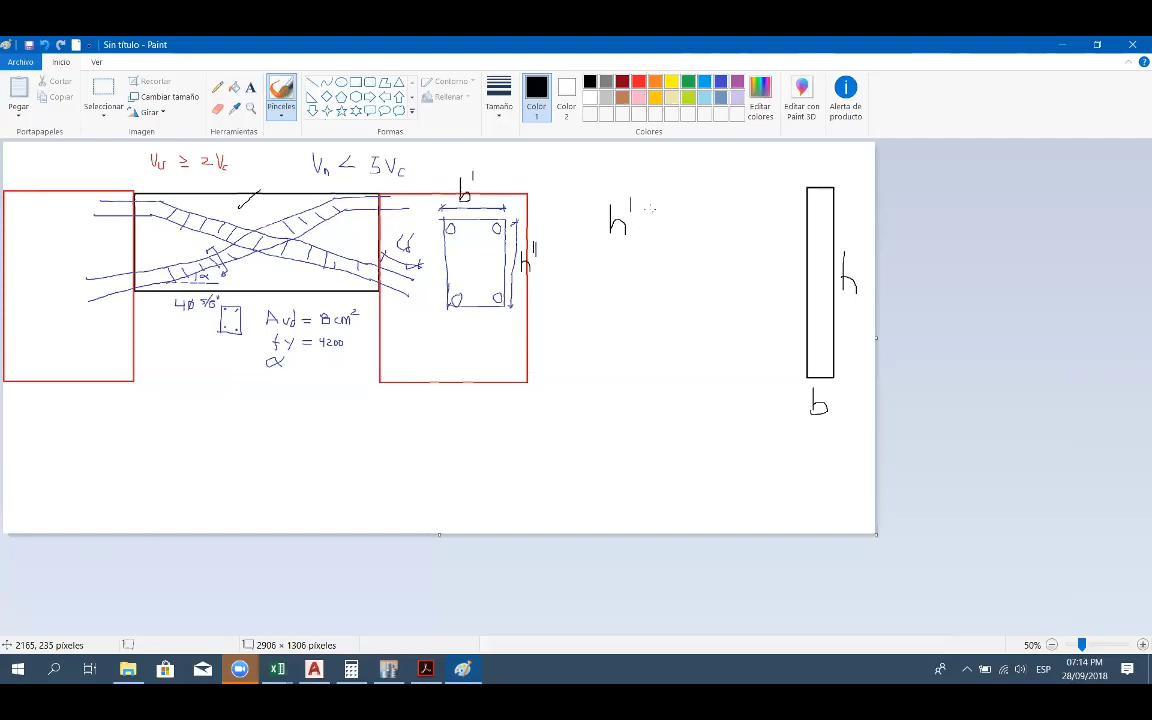 Sin título - Paint
Archivo Inicio Ver
Pegar
Cortar
Copiar
Portapapeles
Seleccionar
Recortar
Cambiar tamaño
Girar
Imagen
A
Herramientas
Pinceles
Contorno
Rellenar
Formas
Tamaño
Color 1
Color 2
Editar colores
Colores
Editar con Paint 3D
Alerta de producto
Vu ≥ 2Vc
Vn < 5Vc
b'
h"
h'
h
b
α
4Ø 5/8"
Avd = 8cm²
fy = 4200
α
2165, 235 píxeles
2906 × 1306 píxeles
50%
ESP
07:14 PM
28/09/2018